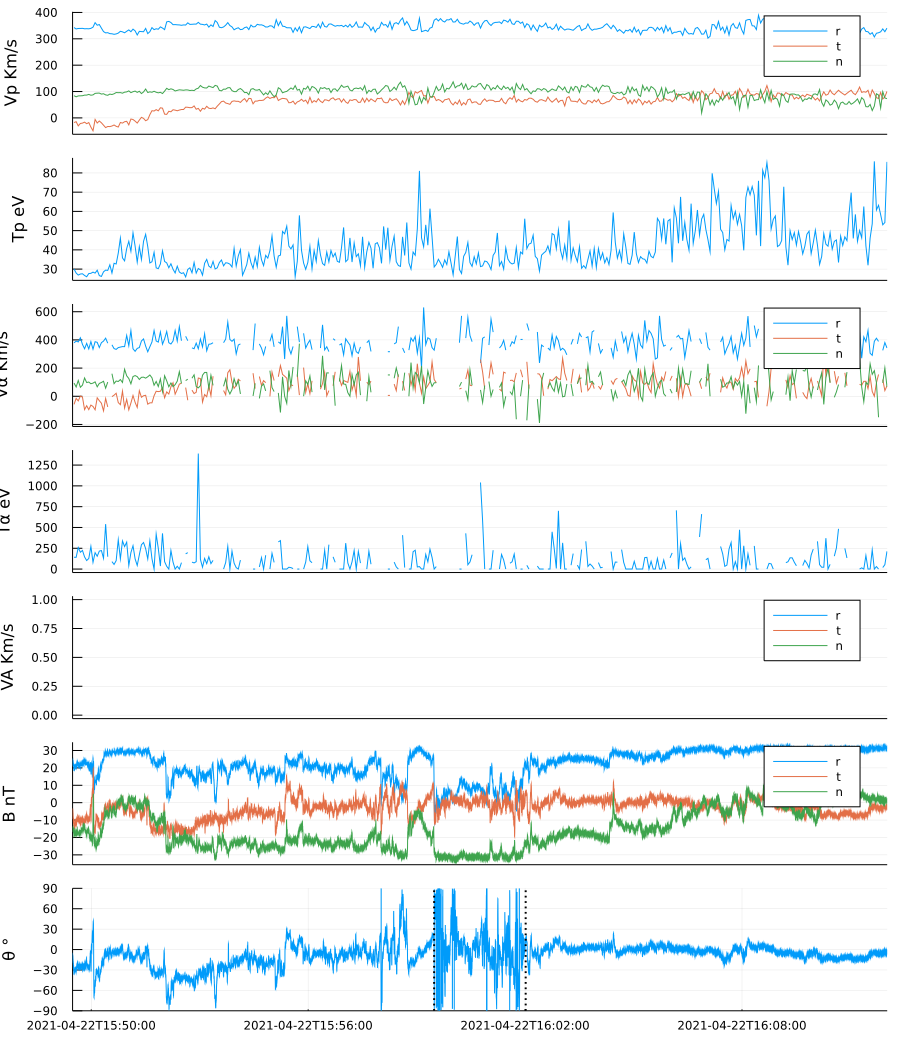 Vp Km/s
400
300
200
100
0
r
t
n
Tp eV
80
70
60
50
40
30
Vα Km/s
600
400
200
0
−200
r
t
n
Tα eV
1250
1000
750
500
250
0
VA Km/s
1.00
0.75
0.50
0.25
0.00
r
t
n
B nT
30
20
10
0
−10
−20
−30
r
t
n
θ °
90
60
30
0
−30
−60
−90
2021-04-22T15:50:00 2021-04-22T15:56:00 2021-04-22T16:02:00 2021-04-22T16:08:00